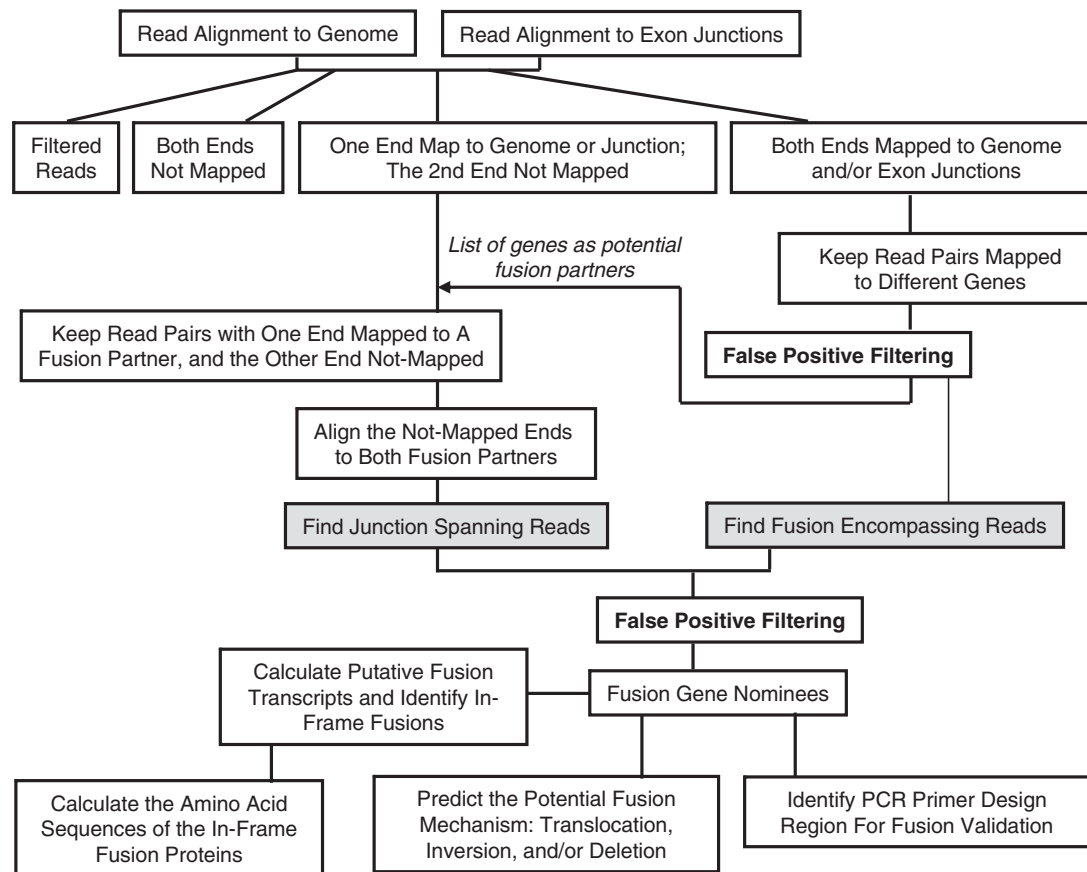 Read Alignment to Genome
Read Alignment to Exon Junctions
Filtered
Reads
Both Ends
Not Mapped
One End Map to Genome or Junction;
The 2nd End Not Mapped
Both Ends Mapped to Genome
and/or Exon Junctions
List of genes as potential
fusion partners
Keep Read Pairs Mapped
to Different Genes
Keep Read Pairs with One End Mapped to A
Fusion Partner, and the Other End Not-Mapped
False Positive Filtering
Align the Not-Mapped Ends
to Both Fusion Partners
Find Junction Spanning Reads
Find Fusion Encompassing Reads
False Positive Filtering
Calculate Putative Fusion
Transcripts and Identify In-
Frame Fusions
Fusion Gene Nominees
Calculate the Amino Acid
Sequences of the In-Frame
Fusion Proteins
Predict the Potential Fusion
Mechanism: Translocation,
Inversion, and/or Deletion
Identify PCR Primer Design
Region For Fusion Validation